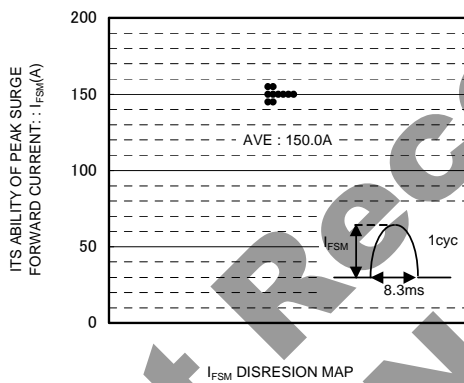 ITS ABILITY OF PEAK SURGE
FORWARD CURRENT: : IFSM(A)
200
150
100
50
0
AVE : 150.0A
IFSM
1cyc
8.3ms
IFSM DISRESION MAP